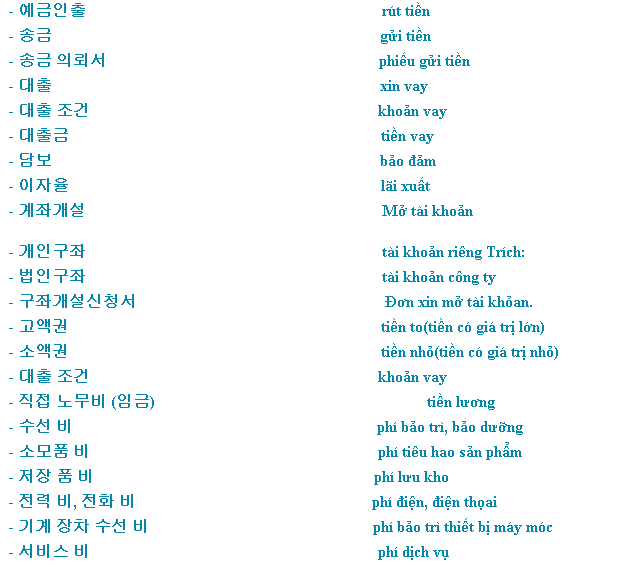 - 예금인출 rút tiền
- 송금 gửi tiền
- 송금 의뢰서 phiếu gửi tiền
- 대출 xin vay
- 대출 조건 khoản vay
- 대출금 tiền vay
- 담보 bảo đảm
- 이자율 lãi xuất
- 계좌개설 Mở tài khoản
- 개인구좌 tài khoản riêng Trích:
- 법인구좌 tài khoản công ty
- 구좌개설신청서 Đơn xin mở tài khỏan.
- 고액권 tiền to(tiền có giá trị lớn)
- 소액권 tiền nhỏ(tiền có giá trị nhỏ)
- 대출 조건 khoản vay
- 직접 노무비 (임금) tiền lương
- 수선 비 phí bảo trì, bảo dưỡng
- 소모품 비 phí tiêu hao sản phẩm
- 저장 품 비 phí lưu kho
- 전력 비, 전화 비 phí điện, điện thọai
- 기계 장차 수선 비 phí bảo trì thiết bị máy móc
- 서비스 비 phí dịch vụ